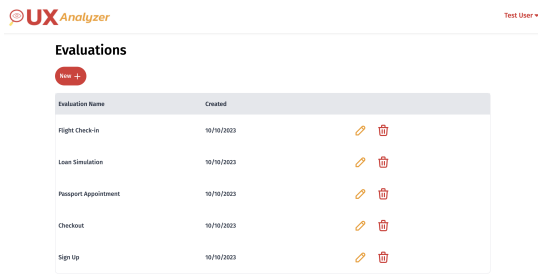 UX Analyzer
Test User
Evaluations
New +
Evaluation Name Created
Flight Check-in 10/10/2023
Loan Simulation 10/10/2023
Passport Appointment 10/10/2023
Checkout 10/10/2023
Sign Up 10/10/2023